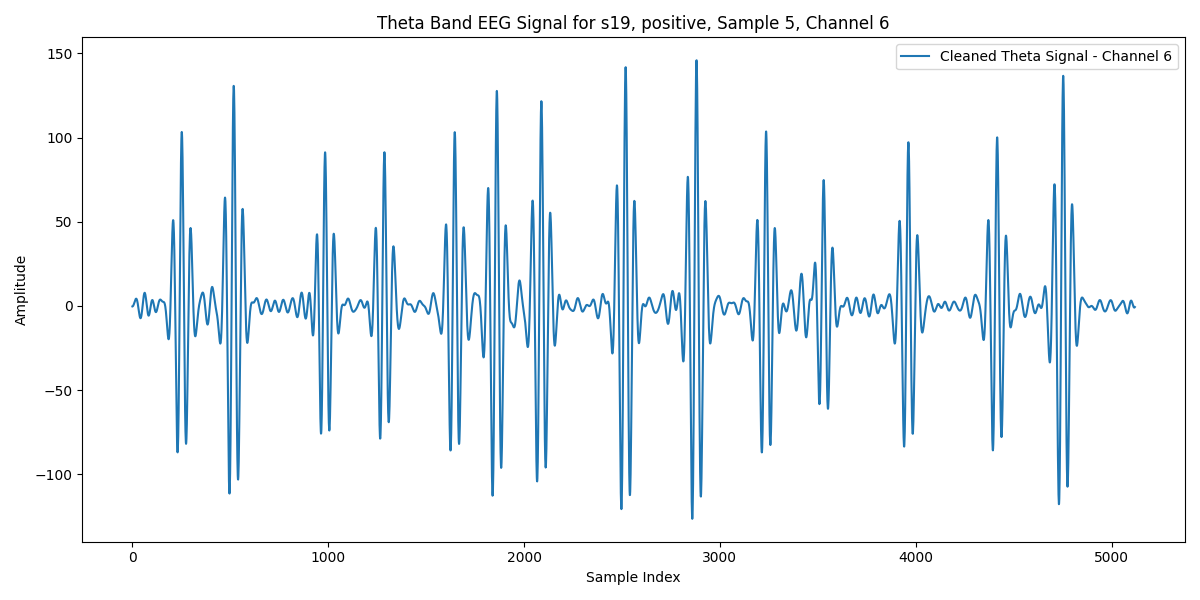 Theta Band EEG Signal for s19, positive, Sample 5, Channel 6
Cleaned Theta Signal - Channel 6
150
100
50
0
−50
−100
Amplitude
0 1000 2000 3000 4000 5000
Sample Index